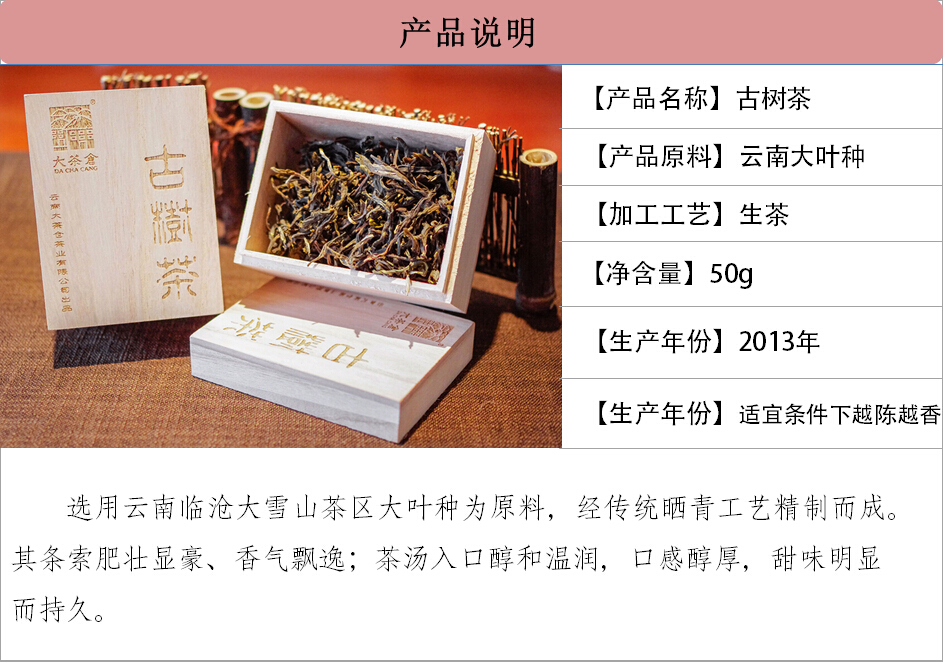 产品说明
大茶倉
DA CHA CANG
古樹茶
云南大茶仓茶业有限公司出品
【产品名称】古树茶
【产品原料】云南大叶种
【加工工艺】生茶
【净含量】50g
【生产年份】2013年
【生产年份】适宜条件下越陈越香
选用云南临沧大雪山茶区大叶种为原料，经传统晒青工艺精制而成。
其条索肥壮显豪、香气飘逸；茶汤入口醇和温润，口感醇厚，甜味明显
而持久。